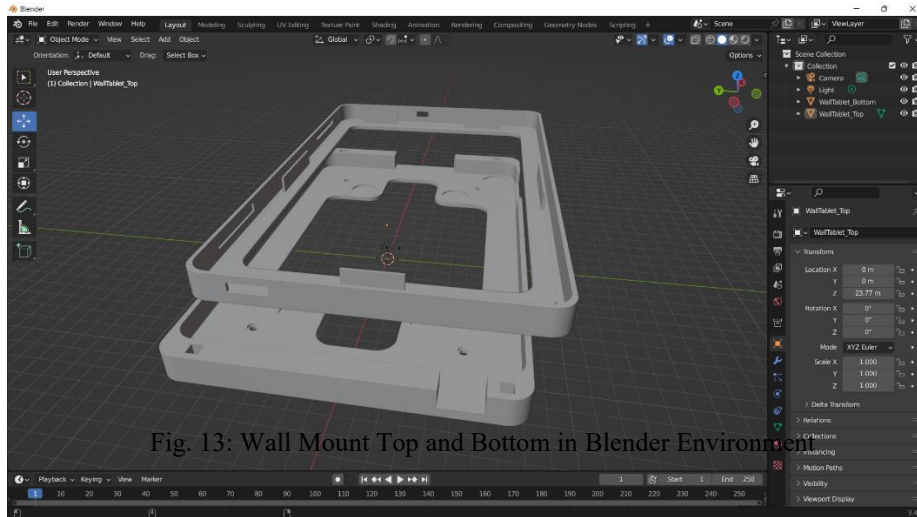 Blender
File Edit Render Window Help Layout Modeling Sculpting UV Editing Texture Paint Shading Animation Rendering Compositing Geometry Nodes Scripting + Scene ViewLayer
Object Mode View Select Add Object Global
Orientation: Default Drag: Select Box Options
User Perspective
(1) Collection | WallTablet_Top
Scene Collection
Collection
Camera
Light
WallTablet_Bottom
WallTablet_Top
WallTablet_Top
WallTablet_Top
Transform
Location X 0 m
Y 0 m
Z 23.77 m
Rotation X 0°
Y 0°
Z 0°
Mode XYZ Euler
Scale X 1.000
Y 1.000
Z 1.000
Delta Transform
Relations
Collections
Instancing
Motion Paths
Visibility
Viewport Display
Fig. 13: Wall Mount Top and Bottom in Blender Environment
Playback Keying View Marker 1 Start 1 End 250
1 10 20 30 40 50 60 70 80 90 100 110 120 130 140 150 160 170 180 190 200 210 220 230 240 250